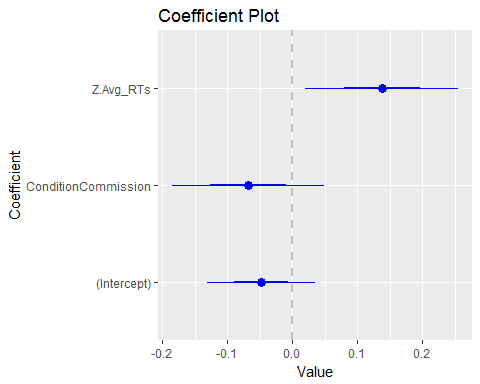 Coefficient Plot
Coefficient
Z.Avg_RTs
ConditionCommission
(Intercept)
-0.2
-0.1
0.0
0.1
0.2
Value